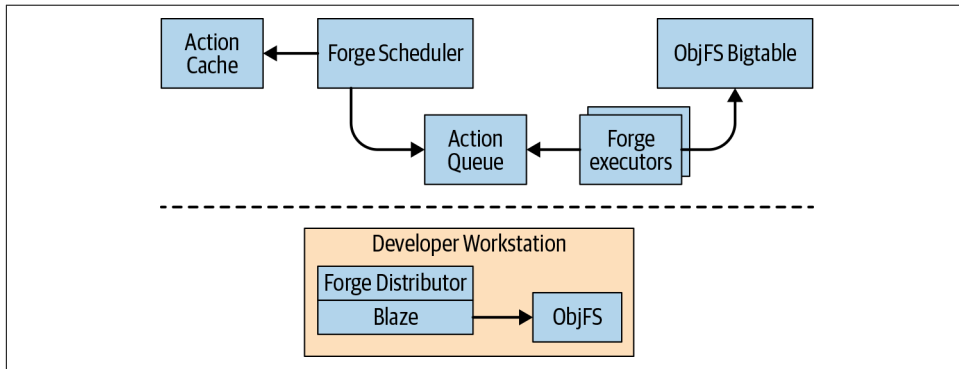 Action
Cache
Forge Scheduler
ObjFS Bigtable
Action
Queue
Forge
executors
Developer Workstation
Forge Distributor
Blaze
ObjFS